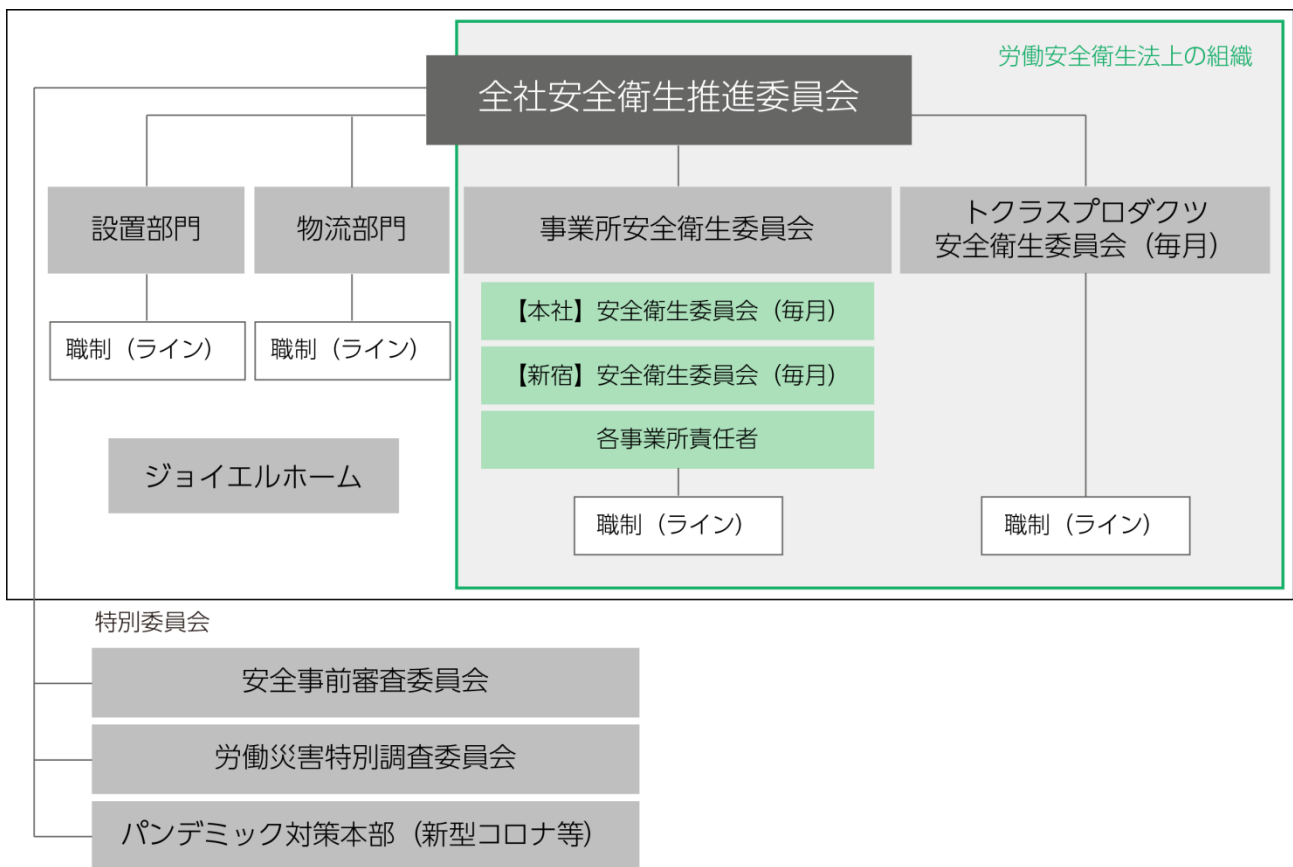 労働安全衛生法上の組織
全社安全衛生推進委員会
設置部門
物流部門
事業所安全衛生委員会
トクラスプロダクツ
安全衛生委員会（毎月）
職制（ライン）
職制（ライン）
【本社】安全衛生委員会（毎月）
【新宿】安全衛生委員会（毎月）
各事業所責任者
ジョイエルホーム
職制（ライン）
職制（ライン）
特別委員会
安全事前審査委員会
労働災害特別調査委員会
パンデミック対策本部（新型コロナ等）